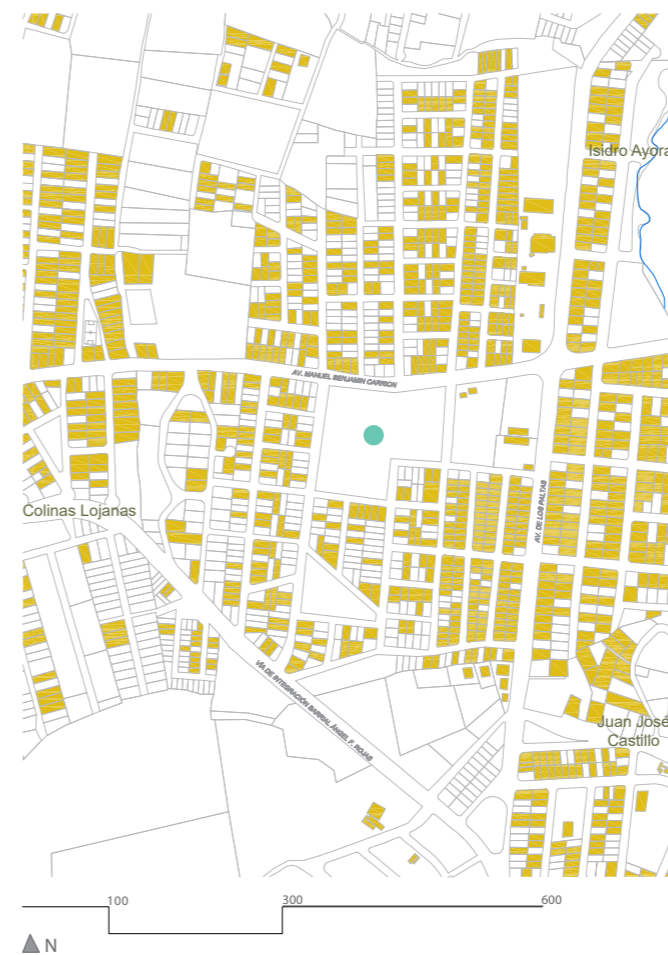 Isidro Ayora
AV. MANUEL BENJAMIN CARRION
Colinas Lojanas
AV. DE LOS PALTAS
VÍA DE INTEGRACIÓN BARRIAL ÁNGEL F. ROJAS
Juan José
Castillo
100
300
600
N